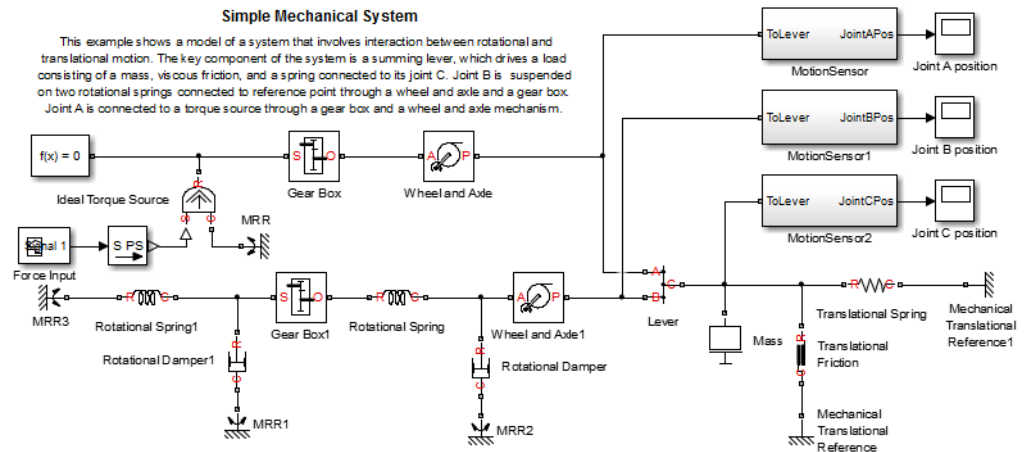 Simple Mechanical System
This example shows a model of a system that involves interaction between rotational and
translational motion. The key component of the system is a summing lever, which drives a load
consisting of a mass, viscous friction, and a spring connected to its joint C. Joint B is suspended
on two rotational springs connected to reference point through a wheel and axle and a gear box.
Joint A is connected to a torque source through a gear box and a wheel and axle mechanism.
ToLever JointAPos
MotionSensor
Joint A position
ToLever JointBPos
MotionSensor1
Joint B position
ToLever JointCPos
MotionSensor2
Joint C position
f(x) = 0
S O
Gear Box
A P
Wheel and Axle
Ideal Torque Source
R
S C
MRR
Signal 1
Force Input
S PS
MRR3
R C
Rotational Spring1
S O
Gear Box1
R C
Rotational Spring
A P
Wheel and Axle1
A
B
C
Lever
R C
Translational Spring
Mechanical
Translational
Reference1
Rotational Damper1
R
C
MRR1
Rotational Damper
R
C
MRR2
Mass
R
C
Translational
Friction
Mechanical
Translational
Reference